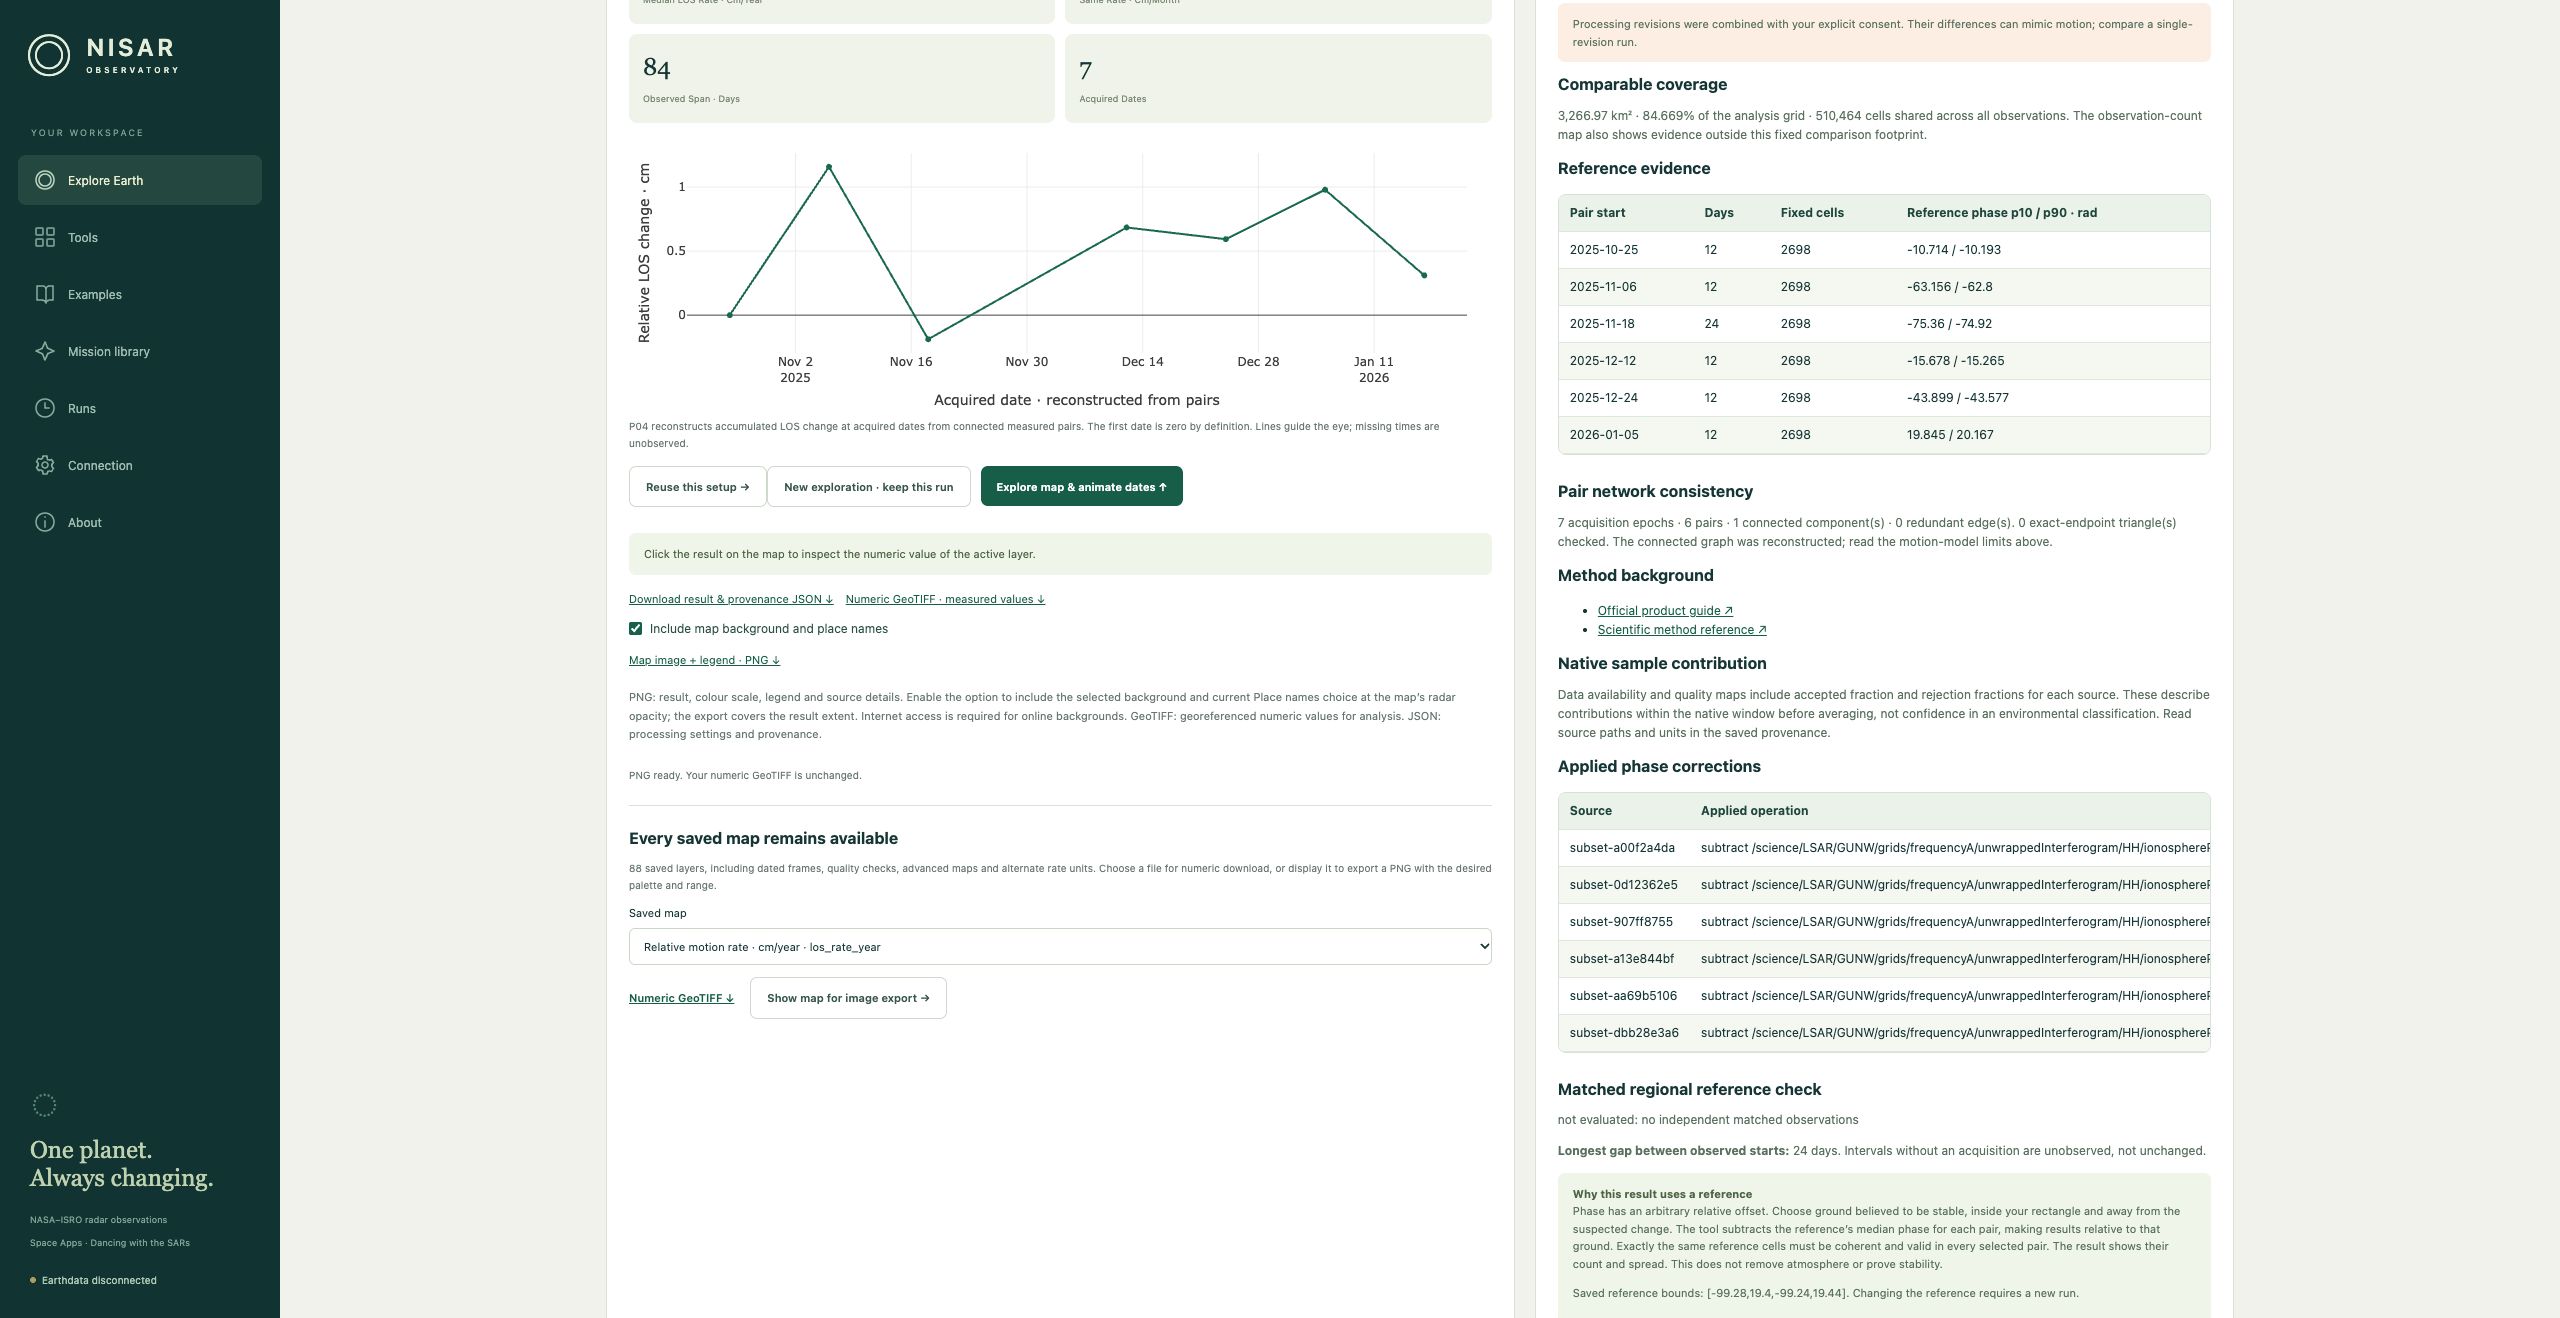 NISAR
OBSERVATORY
YOUR WORKSPACE
Explore Earth
Tools
Examples
Mission library
Runs
Connection
About
One planet.
Always changing.
NASA–ISRO radar observations
Space Apps · Dancing with the SARs
Earthdata disconnected
Median LOS Rate · Cm/Year
Same Rate · Cm/Month
84
Observed Span · Days
7
Acquired Dates
Relative LOS change · cm
1
0.5
0
Nov 2
2025
Nov 16
Nov 30
Dec 14
Dec 28
Jan 11
2026
Acquired date · reconstructed from pairs
P04 reconstructs accumulated LOS change at acquired dates from connected measured pairs. The first date is zero by definition. Lines guide the eye; missing times are
unobserved.
Reuse this setup →
New exploration · keep this run
Explore map & animate dates ↑
Click the result on the map to inspect the numeric value of the active layer.
Download result & provenance JSON ↓
Numeric GeoTIFF · measured values ↓
Include map background and place names
Map image + legend · PNG ↓
PNG: result, colour scale, legend and source details. Enable the option to include the selected background and current Place names choice at the map's radar
opacity; the export covers the result extent. Internet access is required for online backgrounds. GeoTIFF: georeferenced numeric values for analysis. JSON:
processing settings and provenance.
PNG ready. Your numeric GeoTIFF is unchanged.
Every saved map remains available
88 saved layers, including dated frames, quality checks, advanced maps and alternate rate units. Choose a file for numeric download, or display it to export a PNG with the desired
palette and range.
Saved map
Relative motion rate · cm/year · los_rate_year
Numeric GeoTIFF ↓
Show map for image export →
Processing revisions were combined with your explicit consent. Their differences can mimic motion; compare a single-
revision run.
Comparable coverage
3,266.97 km² · 84.669% of the analysis grid · 510,464 cells shared across all observations. The observation-count
map also shows evidence outside this fixed comparison footprint.
Reference evidence
Pair start Days Fixed cells Reference phase p10 / p90 · rad
2025-10-25 12 2698 -10.714 / -10.193
2025-11-06 12 2698 -63.156 / -62.8
2025-11-18 24 2698 -75.36 / -74.92
2025-12-12 12 2698 -15.678 / -15.265
2025-12-24 12 2698 -43.899 / -43.577
2026-01-05 12 2698 19.845 / 20.167
Pair network consistency
7 acquisition epochs · 6 pairs · 1 connected component(s) · 0 redundant edge(s). 0 exact-endpoint triangle(s)
checked. The connected graph was reconstructed; read the motion-model limits above.
Method background
• Official product guide ↗
• Scientific method reference ↗
Native sample contribution
Data availability and quality maps include accepted fraction and rejection fractions for each source. These describe
contributions within the native window before averaging, not confidence in an environmental classification. Read
source paths and units in the saved provenance.
Applied phase corrections
Source Applied operation
subset-a00f2a4da subtract /science/LSAR/GUNW/grids/frequencyA/unwrappedInterferogram/HH/ionosphereP
subset-0d12362e5 subtract /science/LSAR/GUNW/grids/frequencyA/unwrappedInterferogram/HH/ionosphereP
subset-907ff8755 subtract /science/LSAR/GUNW/grids/frequencyA/unwrappedInterferogram/HH/ionosphereP
subset-a13e844bf subtract /science/LSAR/GUNW/grids/frequencyA/unwrappedInterferogram/HH/ionosphereP
subset-aa69b5106 subtract /science/LSAR/GUNW/grids/frequencyA/unwrappedInterferogram/HH/ionosphereP
subset-dbb28e3a6 subtract /science/LSAR/GUNW/grids/frequencyA/unwrappedInterferogram/HH/ionosphereP
Matched regional reference check
not evaluated: no independent matched observations
Longest gap between observed starts: 24 days. Intervals without an acquisition are unobserved, not unchanged.
Why this result uses a reference
Phase has an arbitrary relative offset. Choose ground believed to be stable, inside your rectangle and away from the
suspected change. The tool subtracts the reference's median phase for each pair, making results relative to that
ground. Exactly the same reference cells must be coherent and valid in every selected pair. The result shows their
count and spread. This does not remove atmosphere or prove stability.
Saved reference bounds: [-99.28,19.4,-99.24,19.44]. Changing the reference requires a new run.